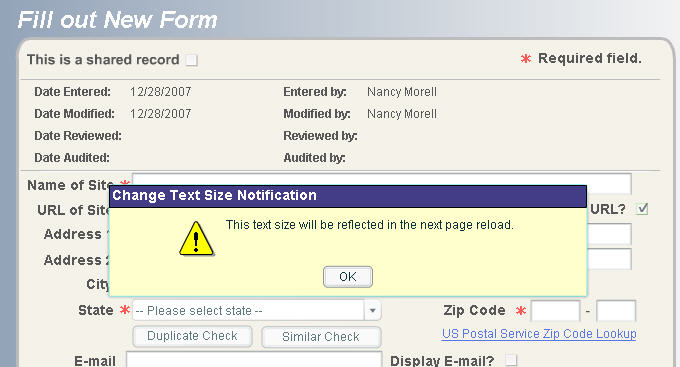 Fill out New Form
This is a shared record
* Required field.
Date Entered: 12/28/2007 Entered by: Nancy Morell
Date Modified: 12/28/2007 Modified by: Nancy Morell
Date Reviewed: Reviewed by:
Date Audited: Audited by:
Name of Site *
Change Text Size Notification
URL of Site
URL?
This text size will be reflected in the next page reload.
Address
Address
OK
City
State * -- Please select state -- Zip Code * -
Duplicate Check Similar Check US Postal Service Zip Code Lookup
E-mail Display E-mail?